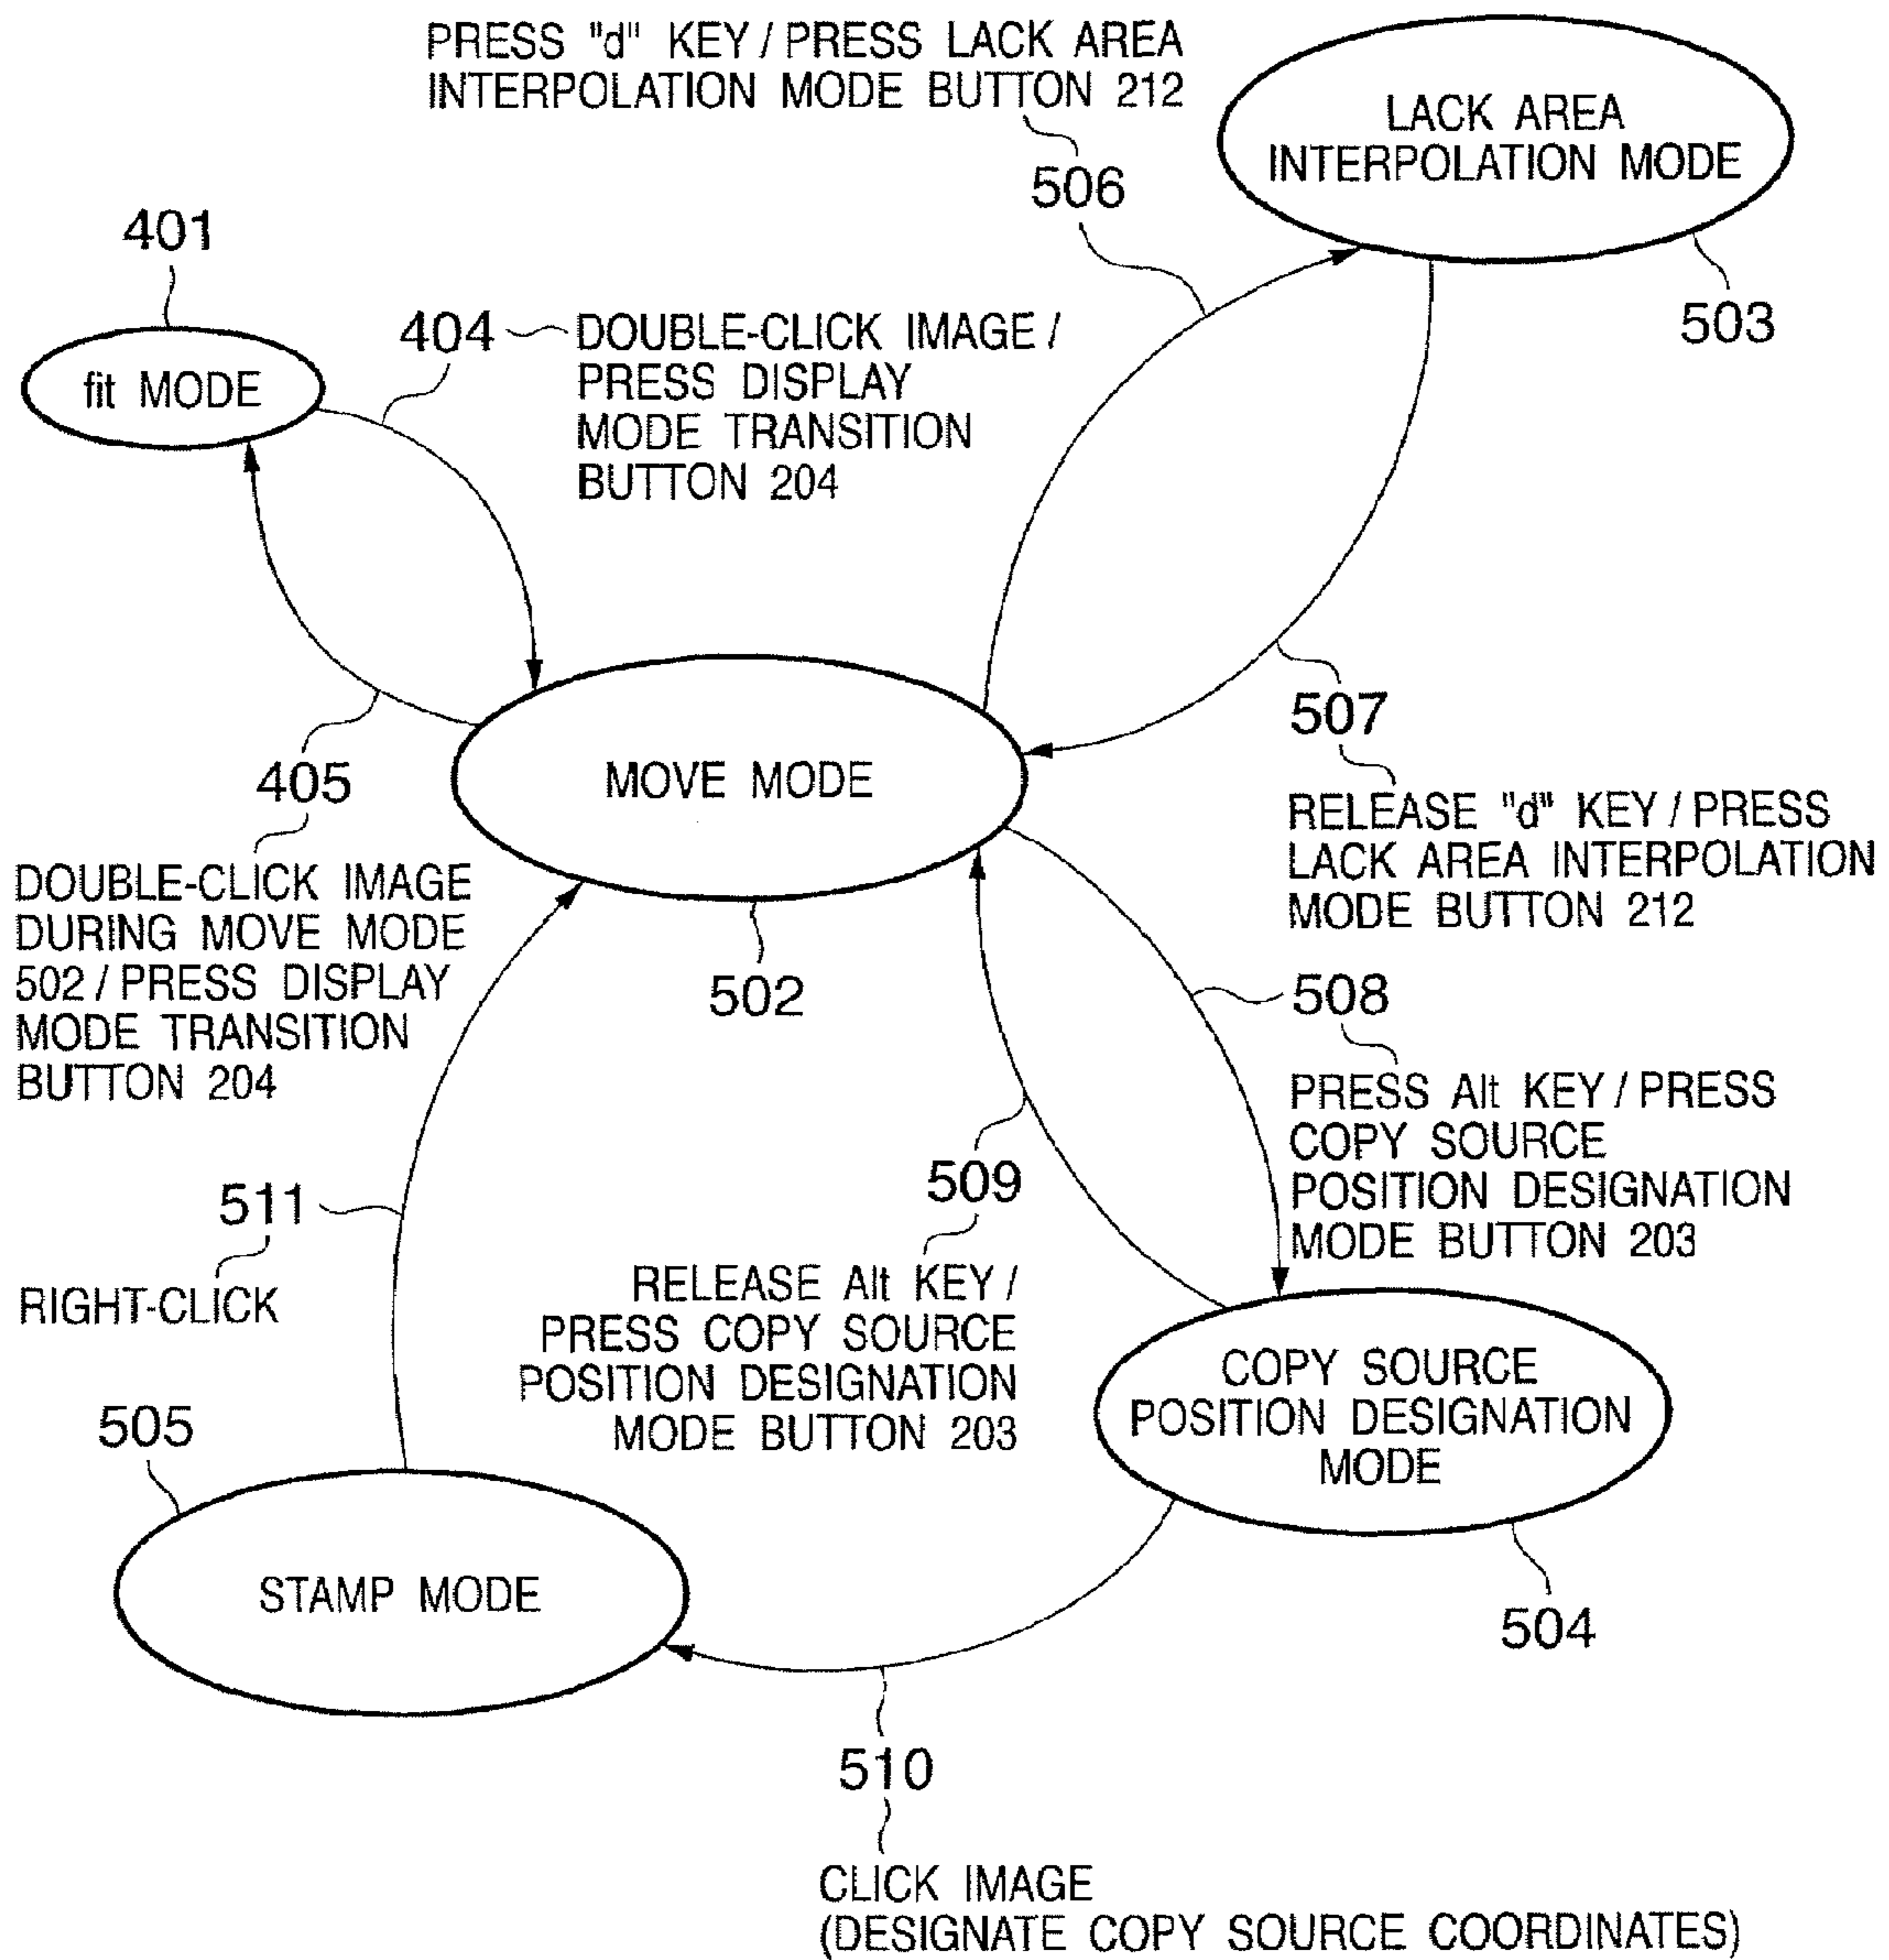 PRESS "d" KEY / PRESS LACK AREA
INTERPOLATION MODE BUTTON 212
506
LACK AREA
INTERPOLATION MODE
503
401
fit MODE
404
DOUBLE-CLICK IMAGE /
PRESS DISPLAY
MODE TRANSITION
BUTTON 204
405
DOUBLE-CLICK IMAGE
DURING MOVE MODE
502 / PRESS DISPLAY
MODE TRANSITION
BUTTON 204
MOVE MODE
502
507
RELEASE "d" KEY / PRESS
LACK AREA INTERPOLATION
MODE BUTTON 212
508
PRESS Alt KEY / PRESS
COPY SOURCE
POSITION DESIGNATION
MODE BUTTON 203
509
RELEASE Alt KEY /
PRESS COPY SOURCE
POSITION DESIGNATION
MODE BUTTON 203
511
RIGHT-CLICK
505
STAMP MODE
COPY SOURCE
POSITION DESIGNATION
MODE
504
510
CLICK IMAGE
(DESIGNATE COPY SOURCE COORDINATES)